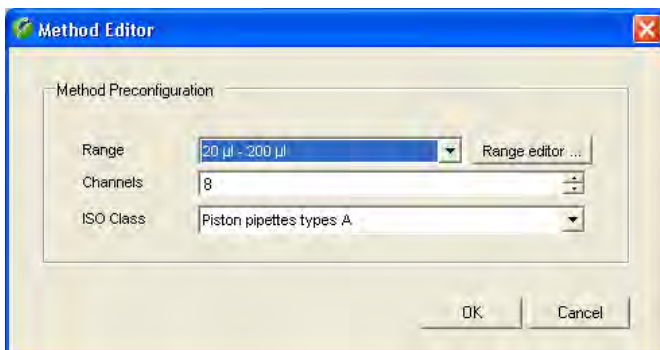 Method Editor
Method Preconfiguration
Range 20 µl - 200 µl Range editor ...
Channels 8
ISO Class Piston pipettes types A
OK Cancel